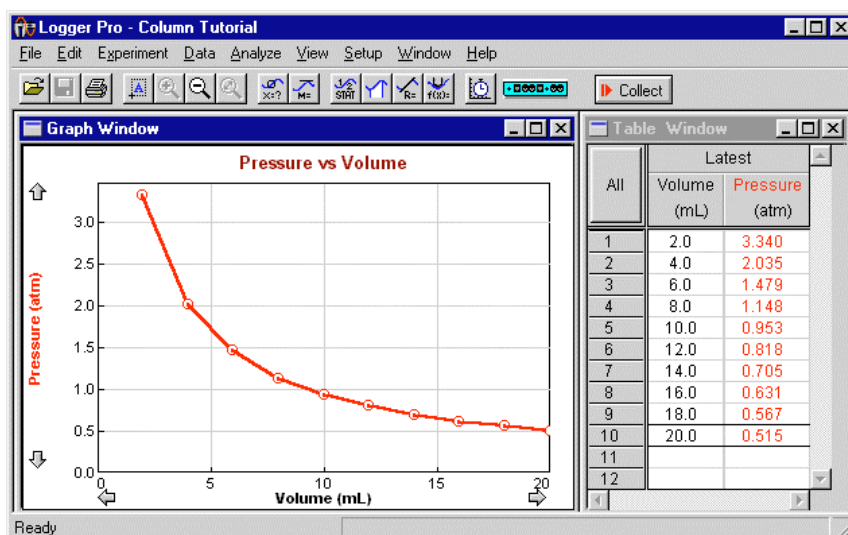 Logger Pro - Column Tutorial
File Edit Experiment Data Analyze View Setup Window Help
X=? M= 1/2 STAT R= f(X)= Collect
Graph Window
Pressure vs Volume
Pressure (atm)
3.0
2.5
2.0
1.5
1.0
0.5
0.0
0 5 10 15 20
Volume (mL)
Table Window
All
Latest
Volume Pressure
(mL) (atm)
1 2.0 3.340
2 4.0 2.035
3 6.0 1.479
4 8.0 1.148
5 10.0 0.953
6 12.0 0.818
7 14.0 0.705
8 16.0 0.631
9 18.0 0.567
10 20.0 0.515
11
12
Ready